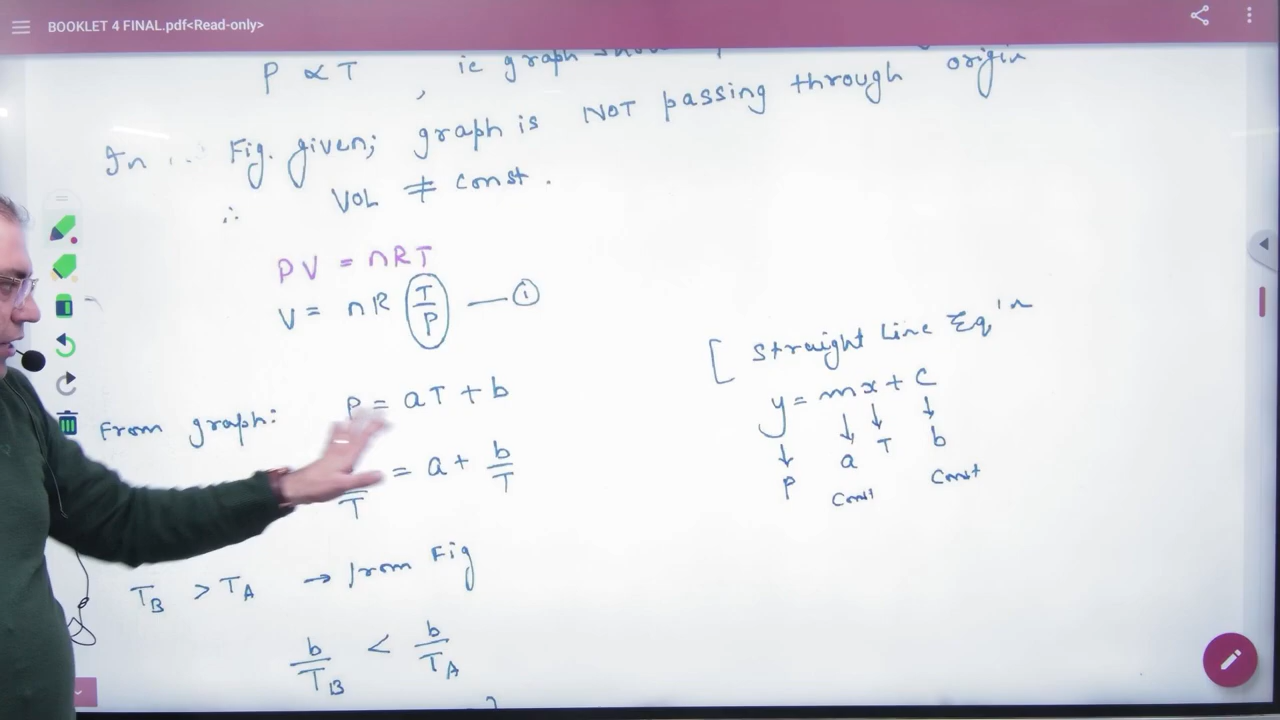 BOOKLET 4 FINAL.pdf<Read-only>
P ∝ T , ie graph
In Fig. given; graph is NOT passing through origin
∴ VOL ≠ const.
PV = nRT
V = nR T/P — ①
[ Straight Line Eq'n
y = mx + c
↓ ↓ ↓ ↓
P a T b
const const
From graph: P = aT + b
T = a + b/T
T_B > T_A → from Fig
b/T_B < b/T_A